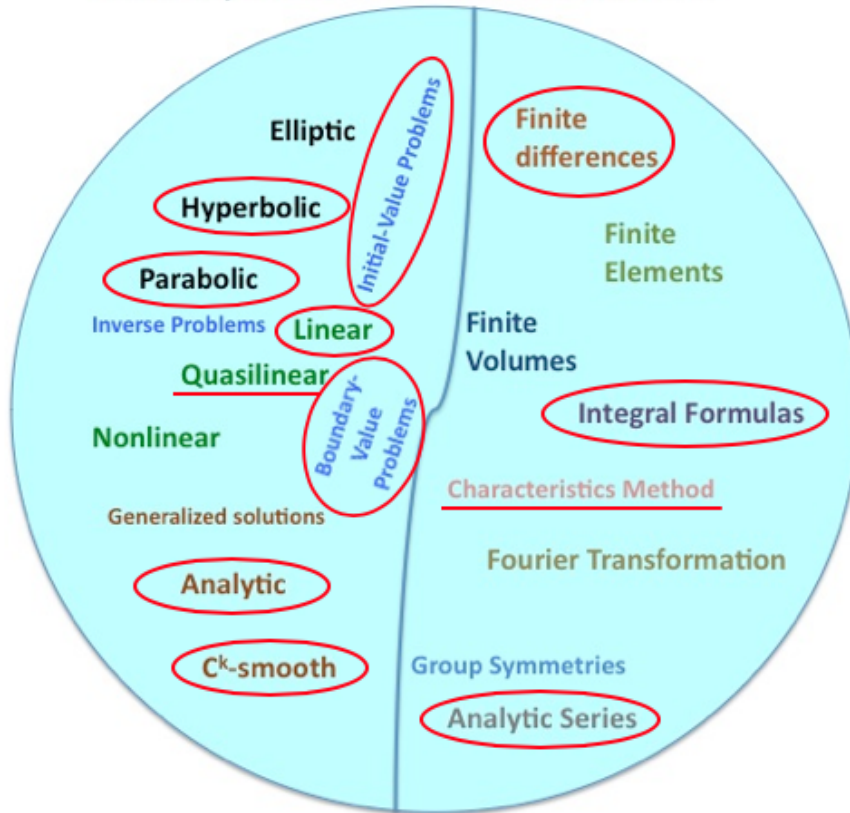 Elliptic
Initial-Value Problems
Hyperbolic
Parabolic
Inverse Problems
Linear
Quasilinear
Boundary-
Value
Problems
Nonlinear
Generalized solutions
Analytic
Cᵏ-smooth
Finite
differences
Finite
Elements
Finite
Volumes
Integral Formulas
Characteristics Method
Fourier Transformation
Group Symmetries
Analytic Series